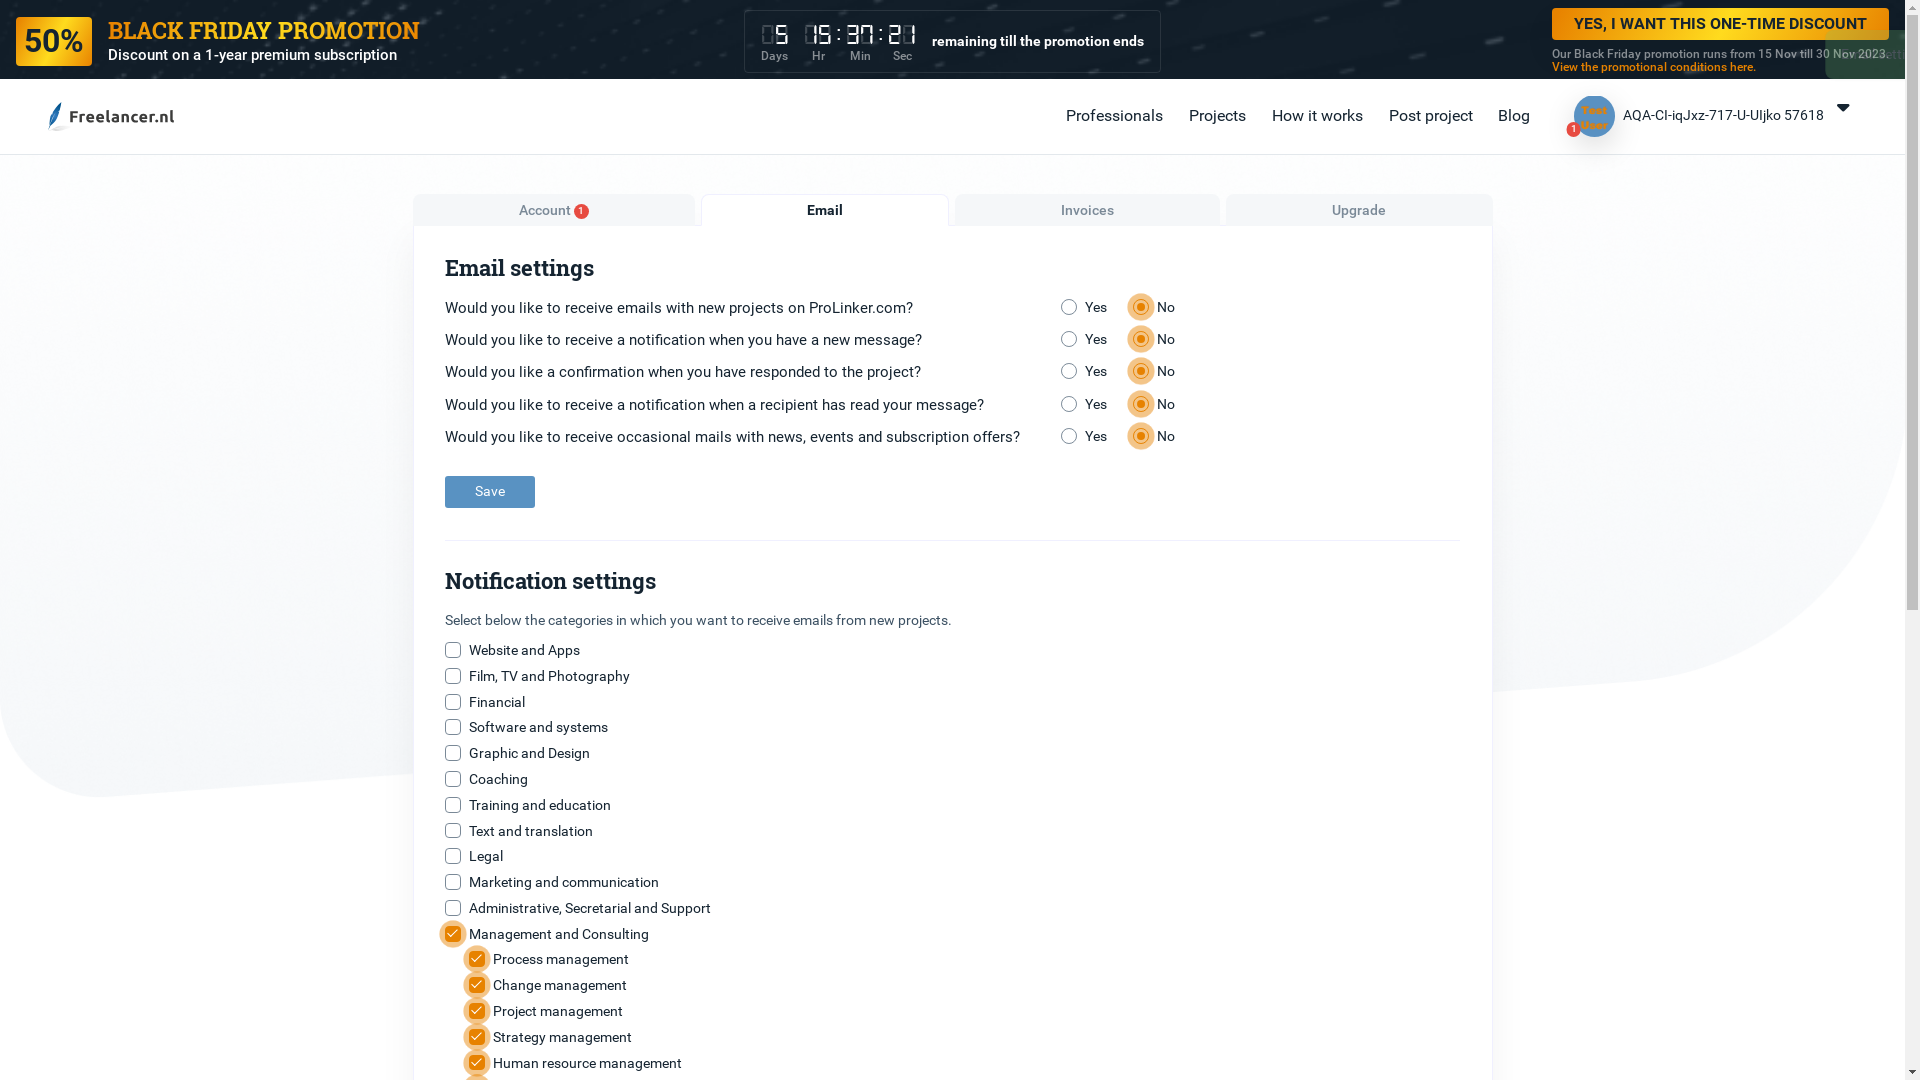 50%
BLACK FRIDAY PROMOTION
Discount on a 1-year premium subscription
5 15 : 37 : 21
Days Hr Min Sec
remaining till the promotion ends
YES, I WANT THIS ONE-TIME DISCOUNT
Our Black Friday promotion runs from 15 Nov till 30 Nov 2023.
View the promotional conditions here.
Freelancer.nl
Professionals
Projects
How it works
Post project
Blog
Test
User
1
AQA-CI-iqJxz-717-U-UIjko 57618
Account 1
Email
Invoices
Upgrade
Email settings
Would you like to receive emails with new projects on ProLinker.com? Yes No
Would you like to receive a notification when you have a new message? Yes No
Would you like a confirmation when you have responded to the project? Yes No
Would you like to receive a notification when a recipient has read your message? Yes No
Would you like to receive occasional mails with news, events and subscription offers? Yes No
Save
Notification settings
Select below the categories in which you want to receive emails from new projects.
Website and Apps
Film, TV and Photography
Financial
Software and systems
Graphic and Design
Coaching
Training and education
Text and translation
Legal
Marketing and communication
Administrative, Secretarial and Support
Management and Consulting
Process management
Change management
Project management
Strategy management
Human resource management